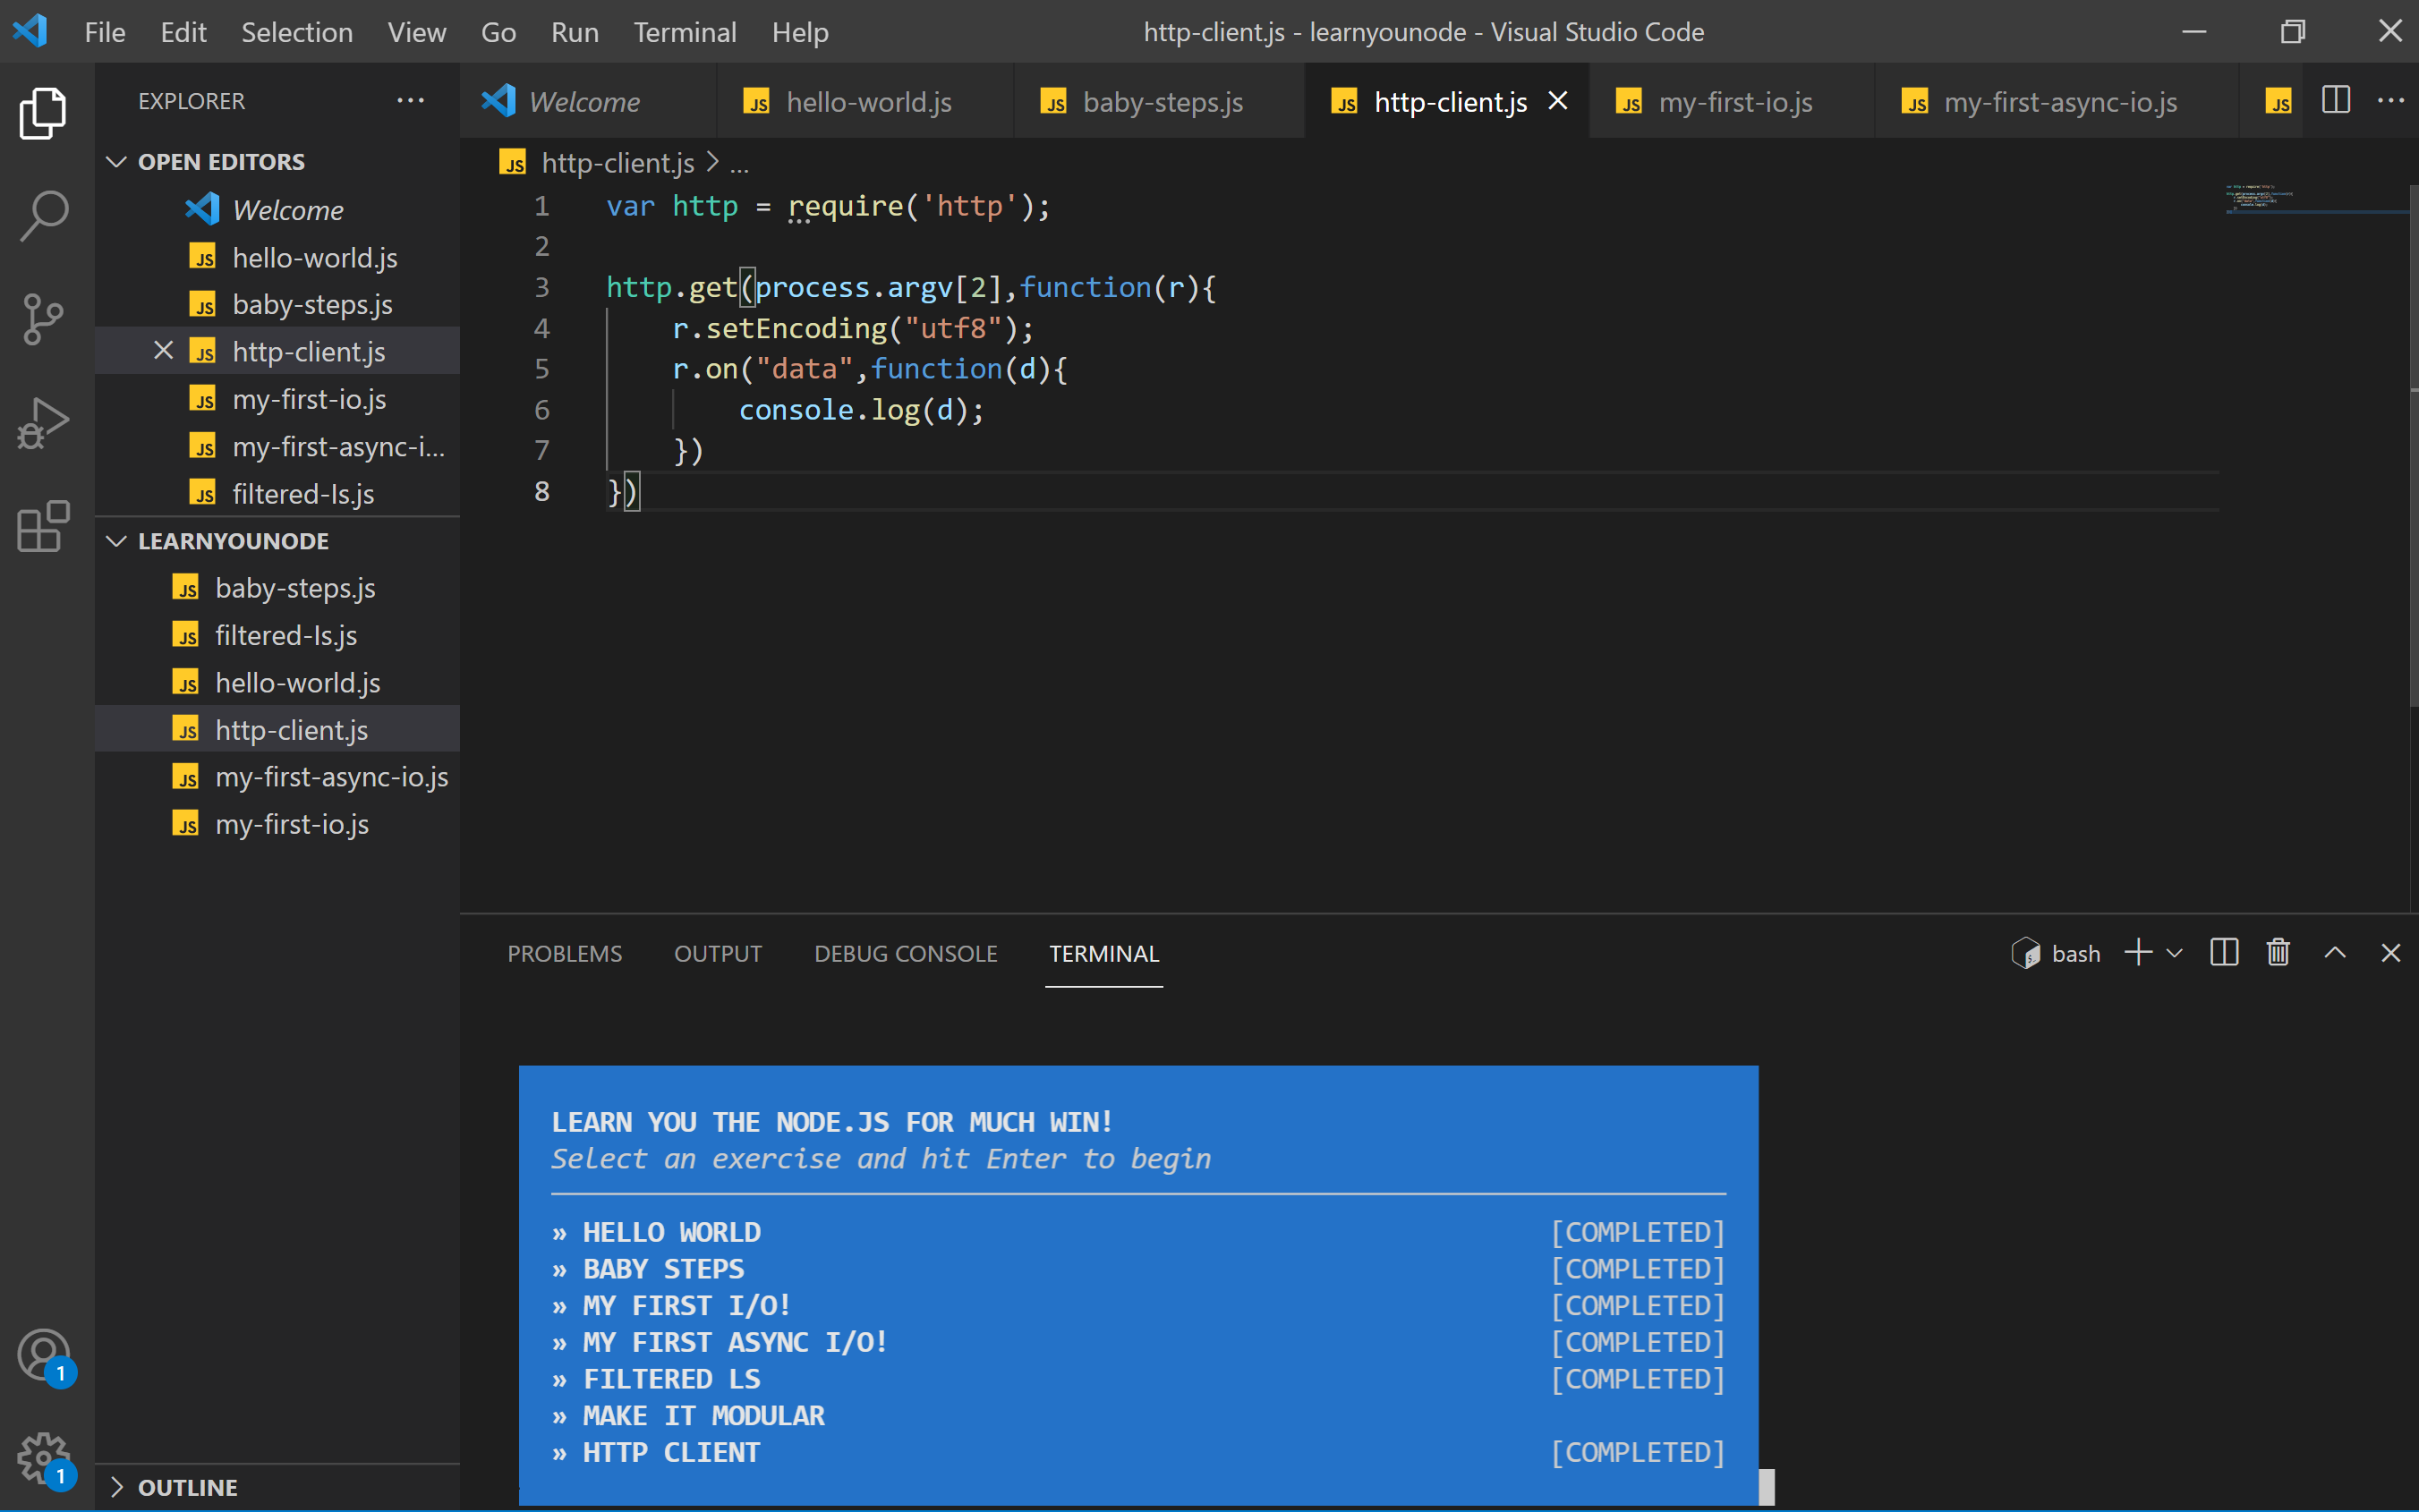 File Edit Selection View Go Run Terminal Help http-client.js - learnyounode - Visual Studio Code
EXPLORER
OPEN EDITORS
Welcome
JS hello-world.js
JS baby-steps.js
JS http-client.js
JS my-first-io.js
JS my-first-async-i...
JS filtered-ls.js
LEARNYOUNODE
JS baby-steps.js
JS filtered-ls.js
JS hello-world.js
JS http-client.js
JS my-first-async-io.js
JS my-first-io.js
OUTLINE
1
1
Welcome JS hello-world.js JS baby-steps.js JS http-client.js JS my-first-io.js JS my-first-async-io.js JS
JS http-client.js > ...
1 var http = require('http');
2
3 http.get(process.argv[2],function(r){
4 r.setEncoding("utf8");
5 r.on("data",function(d){
6 console.log(d);
7 })
8 })
PROBLEMS OUTPUT DEBUG CONSOLE TERMINAL bash
LEARN YOU THE NODE.JS FOR MUCH WIN!
Select an exercise and hit Enter to begin
» HELLO WORLD [COMPLETED]
» BABY STEPS [COMPLETED]
» MY FIRST I/O! [COMPLETED]
» MY FIRST ASYNC I/O! [COMPLETED]
» FILTERED LS [COMPLETED]
» MAKE IT MODULAR
» HTTP CLIENT [COMPLETED]